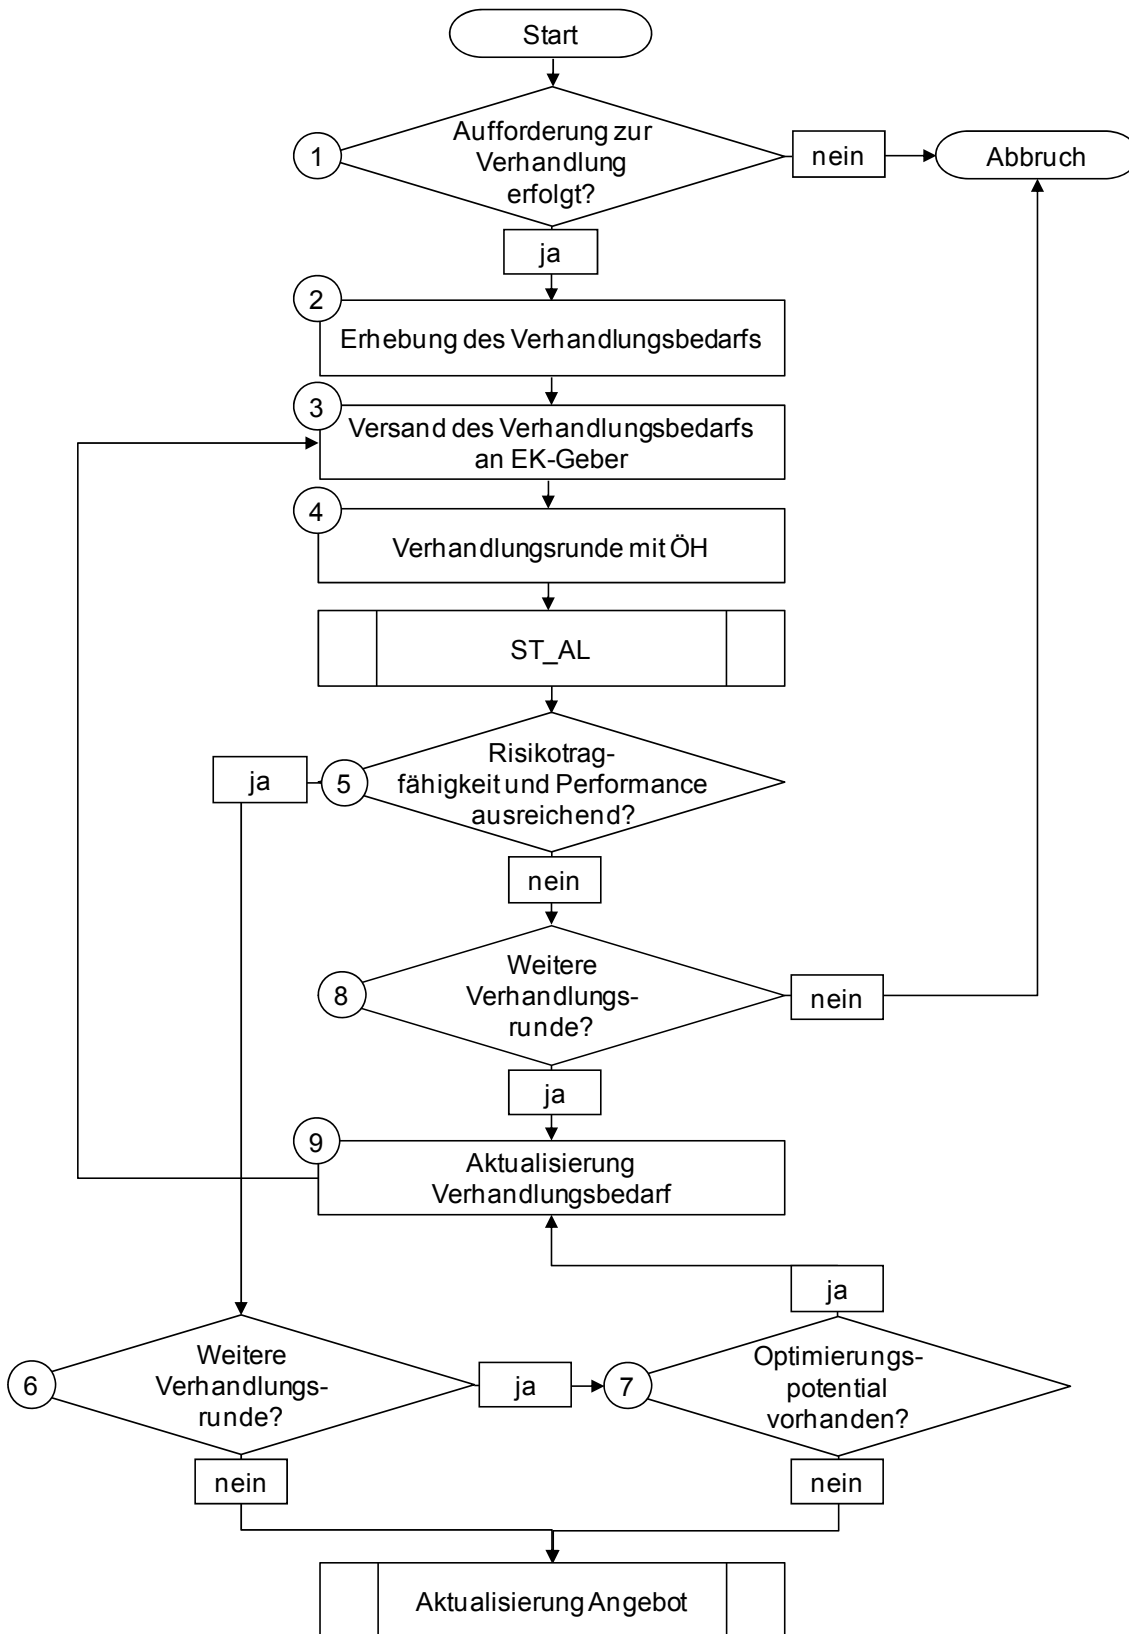 Start
1
Aufforderung zur
Verhandlung
erfolgt?
nein
Abbruch
ja
2
Erhebung des Verhandlungsbedarfs
3
Versand des Verhandlungsbedarfs
an EK-Geber
4
Verhandlungsrunde mit ÖH
ST_AL
ja
5
Risikotrag-
fähigkeit und Performance
ausreichend?
nein
8
Weitere
Verhandlungs-
runde?
nein
ja
9
Aktualisierung
Verhandlungsbedarf
ja
6
Weitere
Verhandlungs-
runde?
ja
7
Optimierungs-
potential
vorhanden?
nein
nein
Aktualisierung Angebot